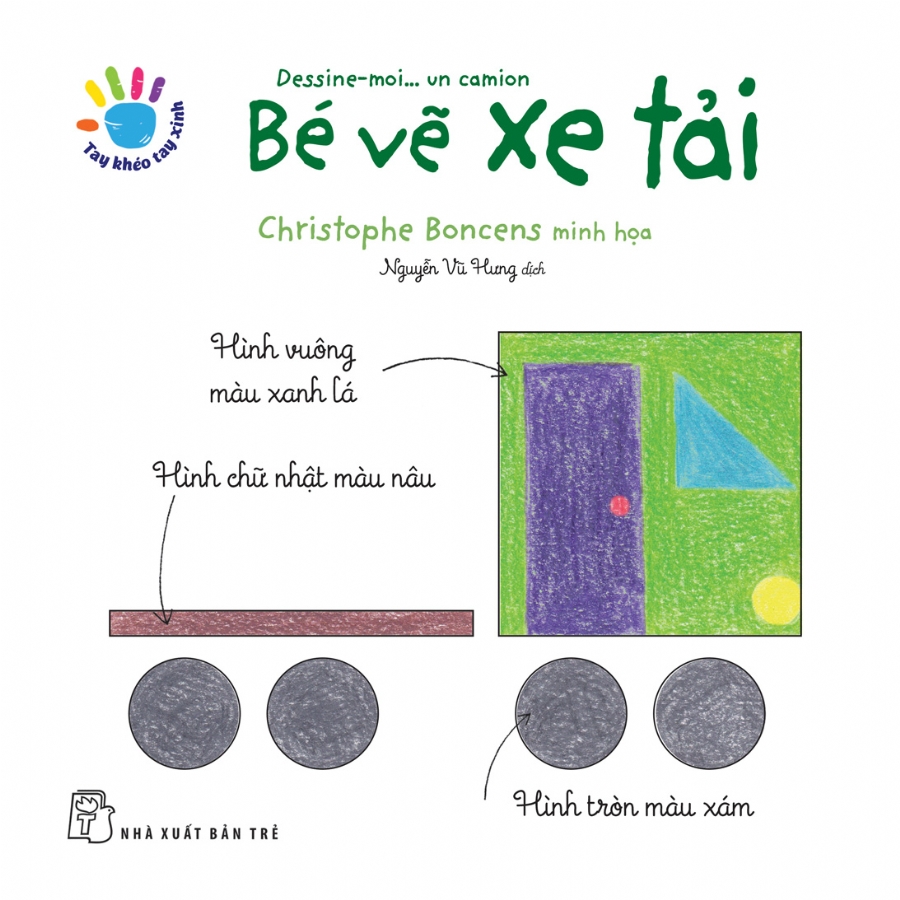 Dessine-moi... un camion
Tay khéo tay xinh
Bé vẽ xe tải
Christophe Boncens minh họa
Nguyễn Vũ Hưng dịch
Hình vuông
màu xanh lá
Hình chữ nhật màu nâu
Hình tròn màu xám
T
NHÀ XUẤT BẢN TRẺ